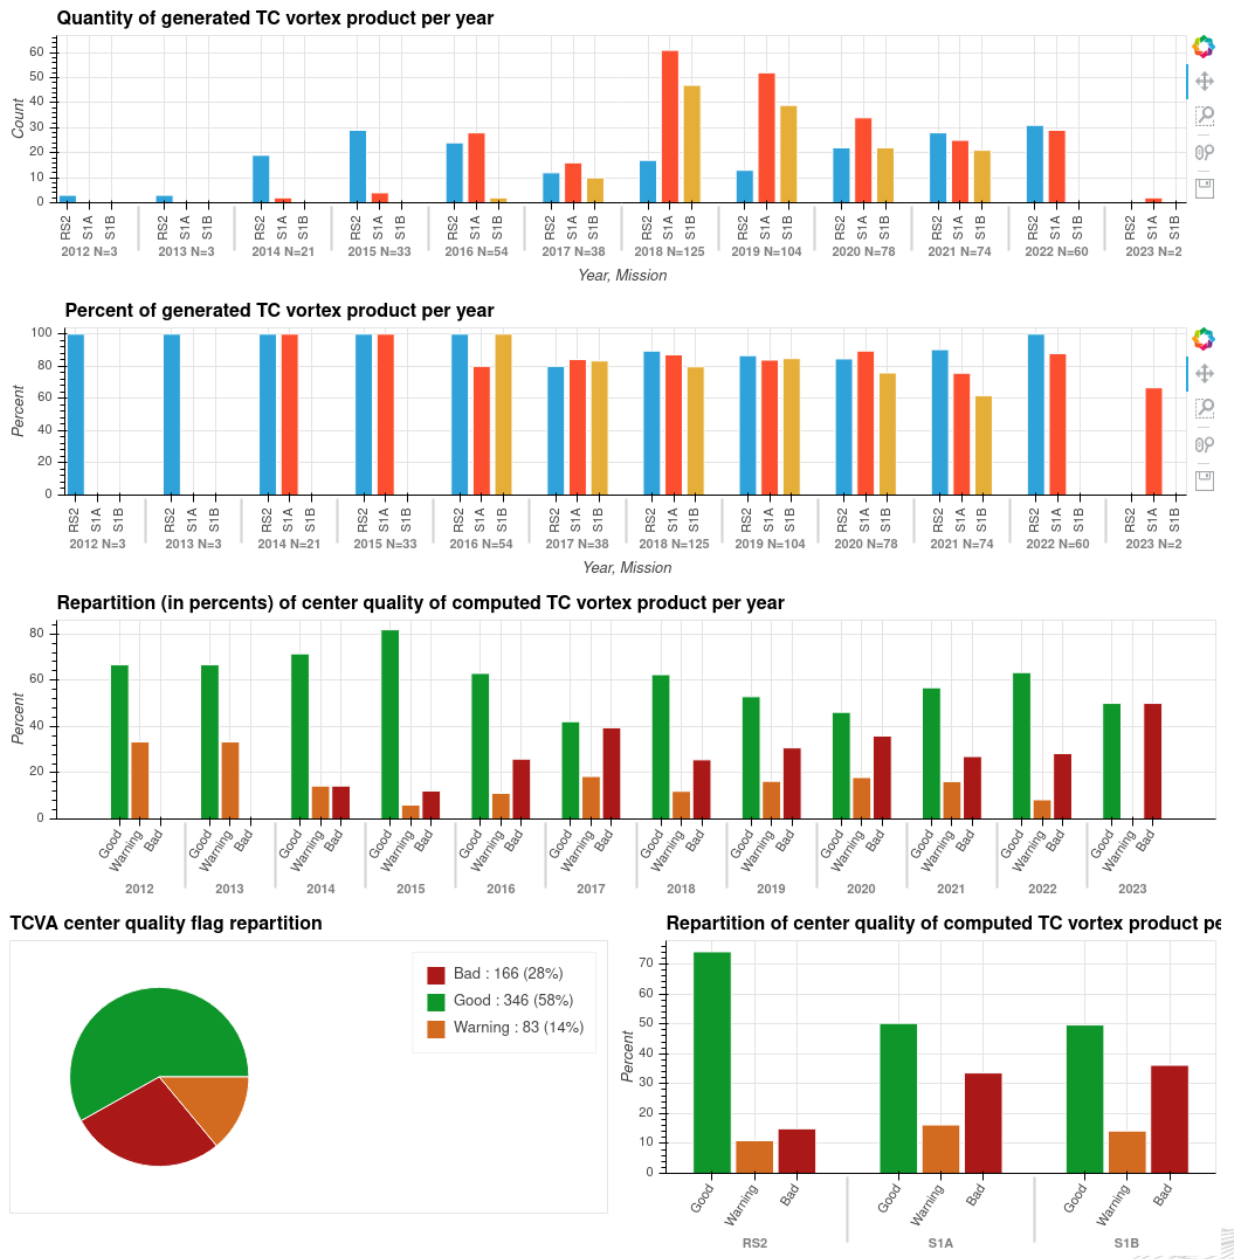 Quantity of generated TC vortex product per year
Count
60
50
40
30
20
10
0
RS2 S1A S1B RS2 S1A S1B RS2 S1A S1B RS2 S1A S1B RS2 S1A S1B RS2 S1A S1B RS2 S1A S1B RS2 S1A S1B RS2 S1A S1B RS2 S1A S1B RS2 S1A S1B RS2 S1A S1B
2012 N=3 2013 N=3 2014 N=21 2015 N=33 2016 N=54 2017 N=38 2018 N=125 2019 N=104 2020 N=78 2021 N=74 2022 N=60 2023 N=2
Year, Mission
Percent of generated TC vortex product per year
Percent
100
80
60
40
20
0
RS2 S1A S1B RS2 S1A S1B RS2 S1A S1B RS2 S1A S1B RS2 S1A S1B RS2 S1A S1B RS2 S1A S1B RS2 S1A S1B RS2 S1A S1B RS2 S1A S1B RS2 S1A S1B RS2 S1A S1B
2012 N=3 2013 N=3 2014 N=21 2015 N=33 2016 N=54 2017 N=38 2018 N=125 2019 N=104 2020 N=78 2021 N=74 2022 N=60 2023 N=2
Year, Mission
Repartition (in percents) of center quality of computed TC vortex product per year
Percent
80
60
40
20
0
Good Warning Bad Good Warning Bad Good Warning Bad Good Warning Bad Good Warning Bad Good Warning Bad Good Warning Bad Good Warning Bad Good Warning Bad Good Warning Bad Good Warning Bad Good Warning Bad
2012 2013 2014 2015 2016 2017 2018 2019 2020 2021 2022 2023
TCVA center quality flag repartition
Bad : 166 (28%)
Good : 346 (58%)
Warning : 83 (14%)
Repartition of center quality of computed TC vortex product pe
Percent
70
60
50
40
30
20
10
0
Good Warning Bad Good Warning Bad Good Warning Bad
RS2 S1A S1B